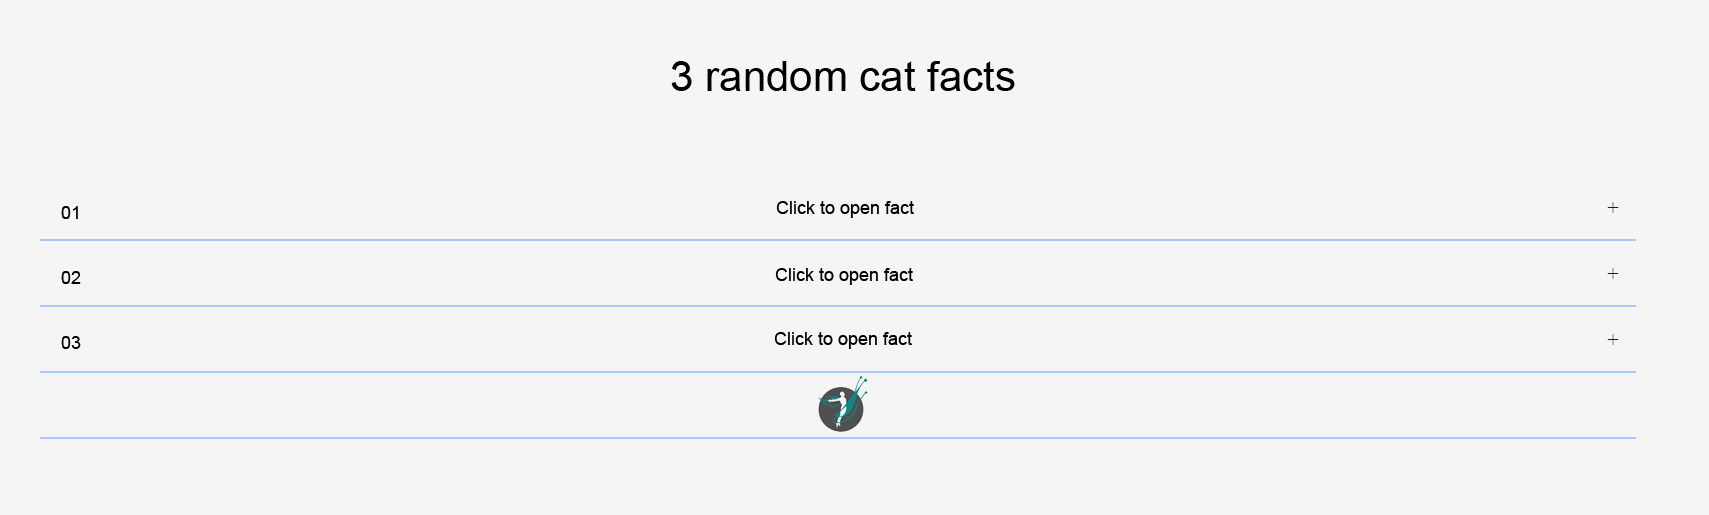 3 random cat facts
01 Click to open fact +
02 Click to open fact +
03 Click to open fact +